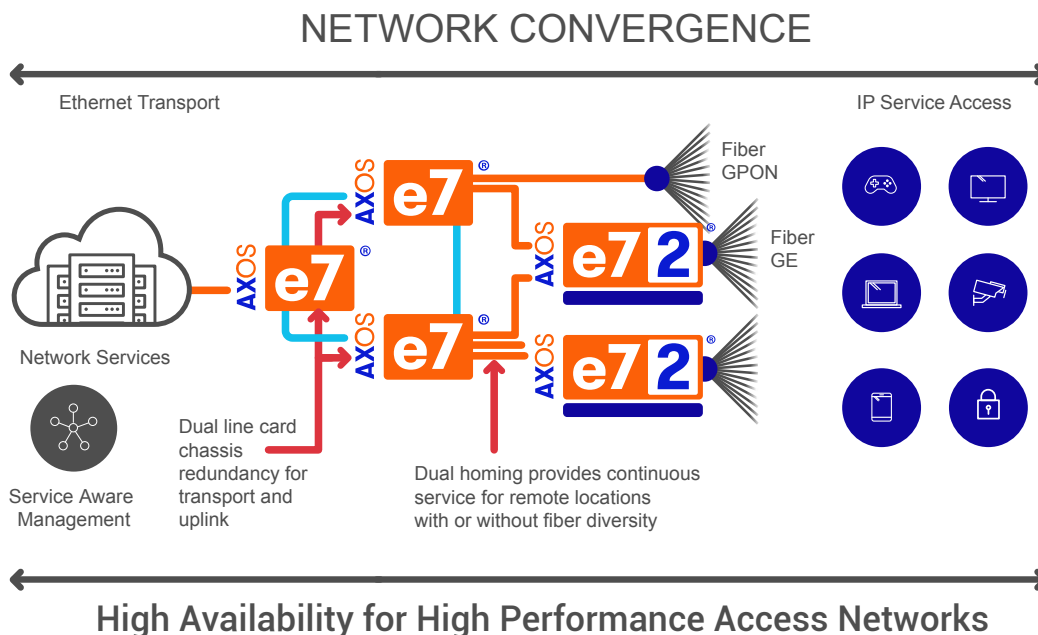 NETWORK CONVERGENCE
Ethernet Transport
IP Service Access
AXOS
e7®
Fiber
GPON
AXOS
e7 2®
Fiber
GE
AXOS
e7®
Network Services
AXOS
e7®
AXOS
e7 2®
Service Aware
Management
Dual line card
chassis
redundancy for
transport and
uplink
Dual homing provides continuous
service for remote locations
with or without fiber diversity
High Availability for High Performance Access Networks